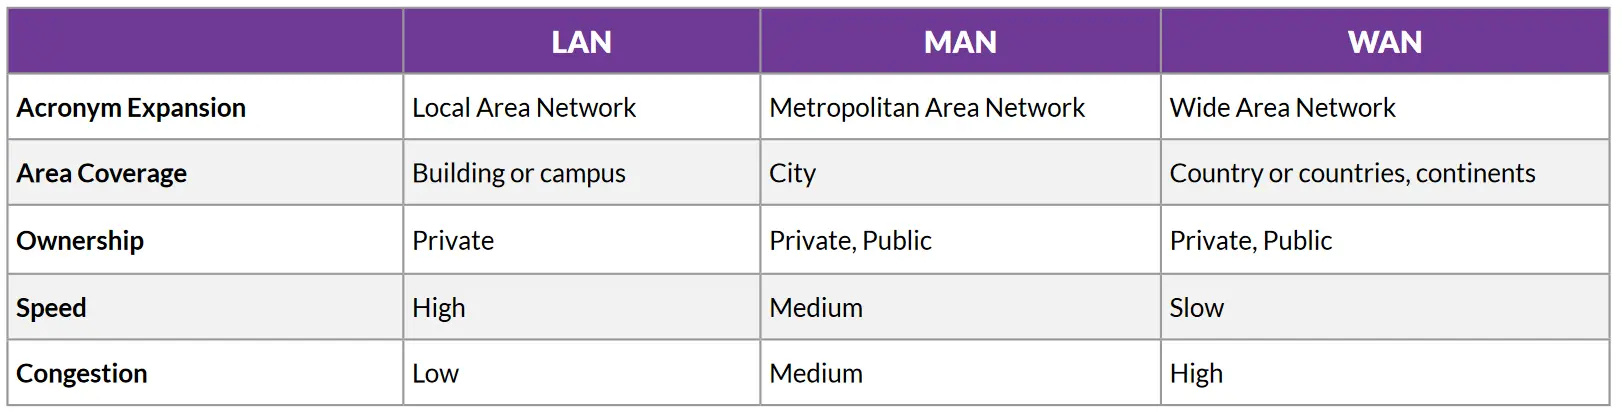 LAN MAN WAN
Acronym Expansion Local Area Network Metropolitan Area Network Wide Area Network
Area Coverage Building or campus City Country or countries, continents
Ownership Private Private, Public Private, Public
Speed High Medium Slow
Congestion Low Medium High